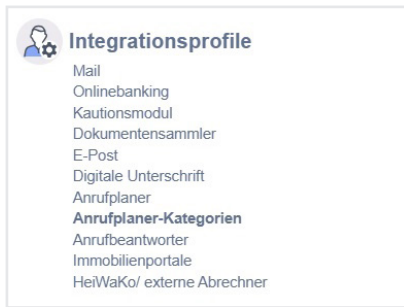 Integrationsprofile
Mail
Onlinebanking
Kautionsmodul
Dokumentensammler
E-Post
Digitale Unterschrift
Anrufplaner
Anrufplaner-Kategorien
Anrufbeantworter
Immobilienportale
HeiWaKo/ externe Abrechner